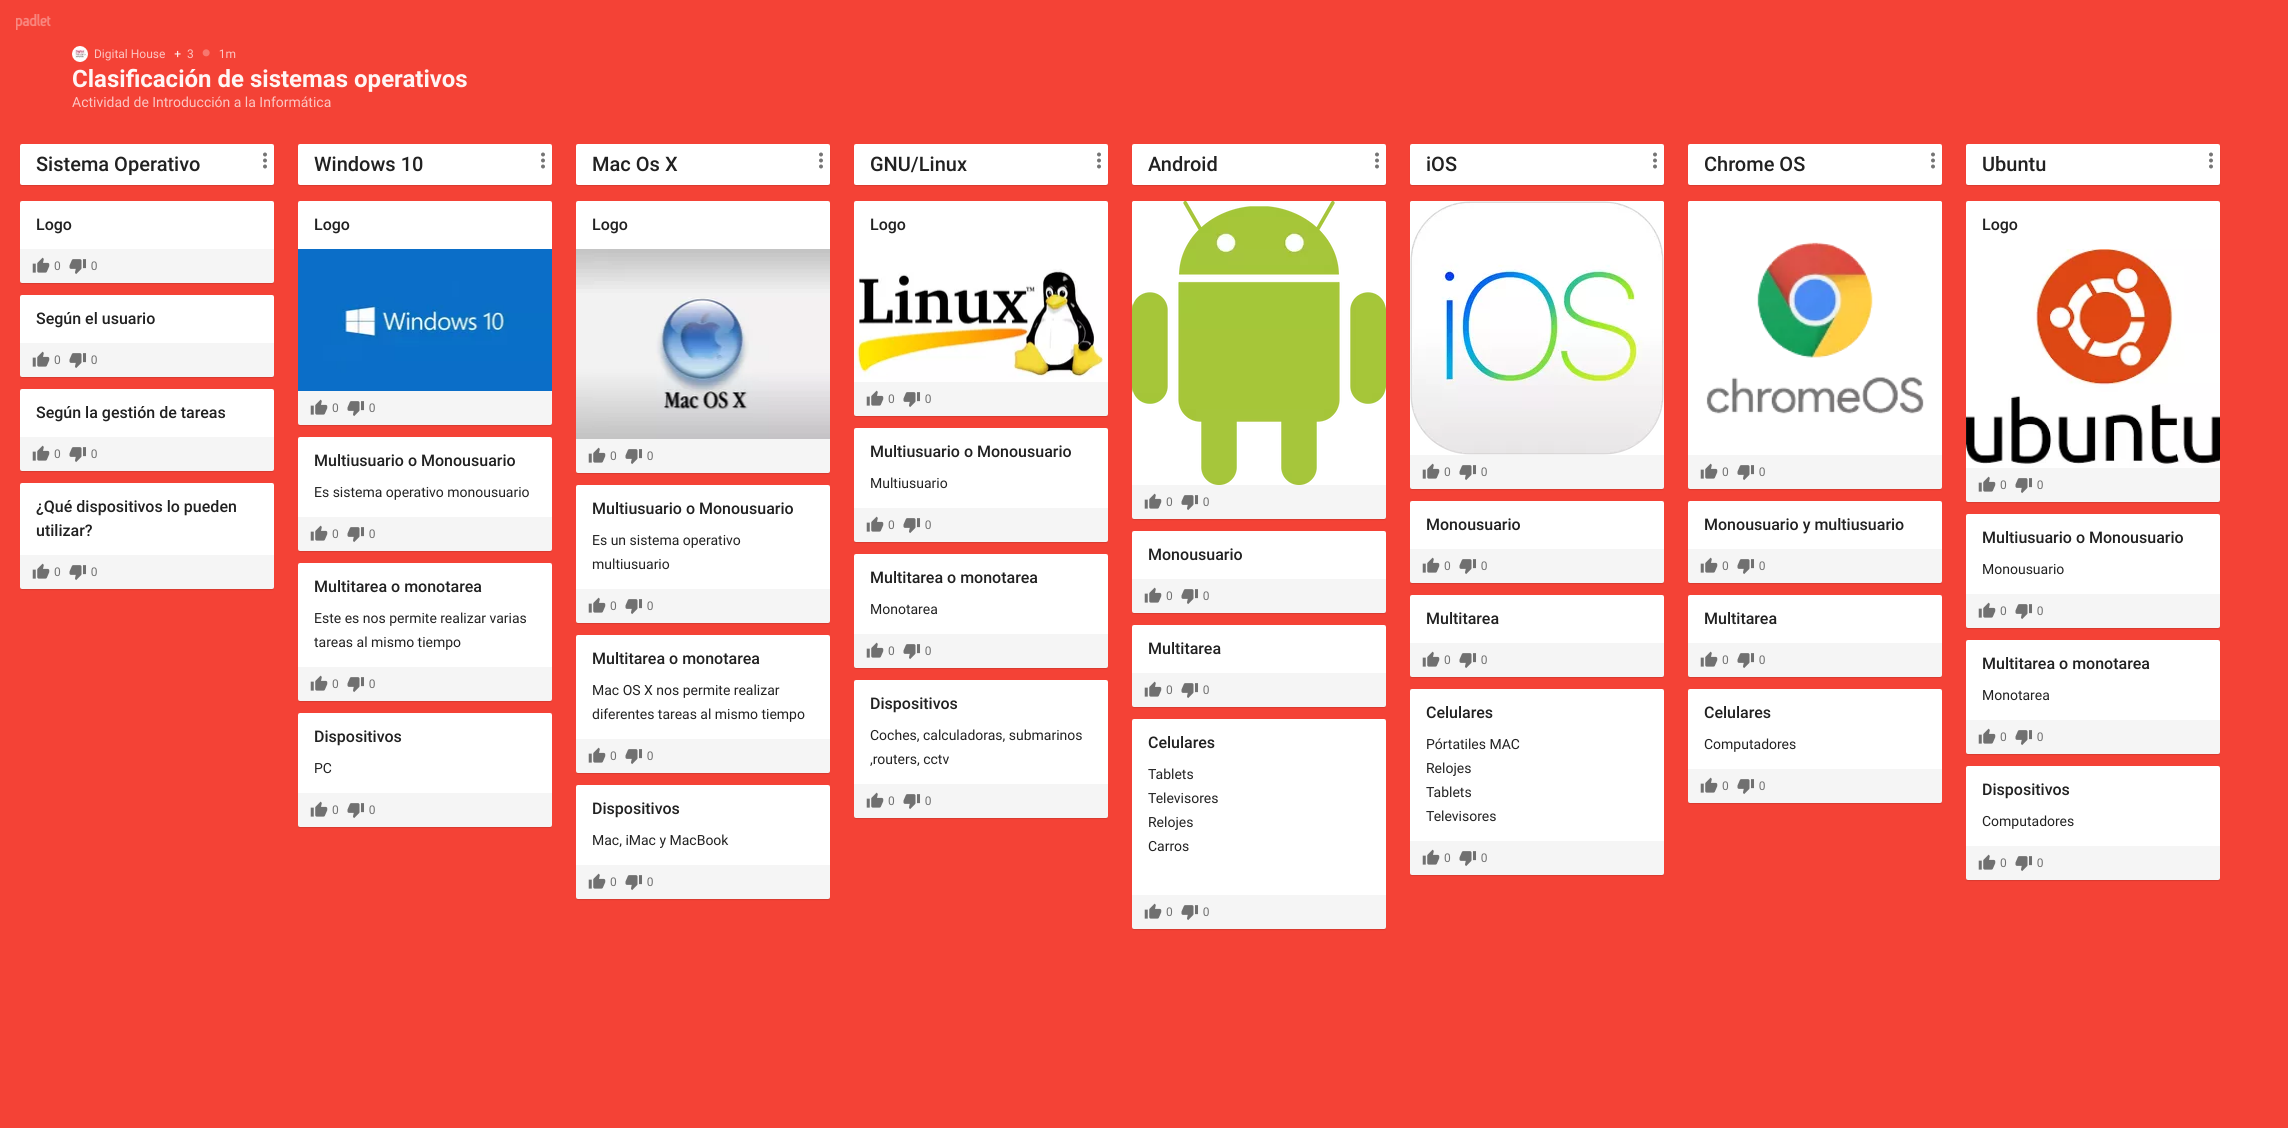 padlet
Digital House + 3 1m
Clasificación de sistemas operativos
Actividad de Introducción a la Informática
Sistema Operativo
Logo
0 0
Según el usuario
0 0
Según la gestión de tareas
0 0
¿Qué dispositivos lo pueden
utilizar?
0 0
Windows 10
Logo
Windows 10
0 0
Multiusuario o Monousuario
Es sistema operativo monousuario
0 0
Multitarea o monotarea
Este es nos permite realizar varias
tareas al mismo tiempo
0 0
Dispositivos
PC
0 0
Mac Os X
Logo
Mac OS X
0 0
Multiusuario o Monousuario
Es un sistema operativo
multiusuario
0 0
Multitarea o monotarea
Mac OS X nos permite realizar
diferentes tareas al mismo tiempo
0 0
Dispositivos
Mac, iMac y MacBook
0 0
GNU/Linux
Logo
Linux™
0 0
Multiusuario o Monousuario
Multiusuario
0 0
Multitarea o monotarea
Monotarea
0 0
Dispositivos
Coches, calculadoras, submarinos
,routers, cctv
0 0
Android
0 0
Monousuario
0 0
Multitarea
0 0
Celulares
Tablets
Televisores
Relojes
Carros
0 0
iOS
iOS
0 0
Monousuario
0 0
Multitarea
0 0
Celulares
Pórtatiles MAC
Relojes
Tablets
Televisores
0 0
Chrome OS
chromeOS
0 0
Monousuario y multiusuario
0 0
Multitarea
0 0
Celulares
Computadores
0 0
Ubuntu
Logo
ubuntu
0 0
Multiusuario o Monousuario
Monousuario
0 0
Multitarea o monotarea
Monotarea
0 0
Dispositivos
Computadores
0 0